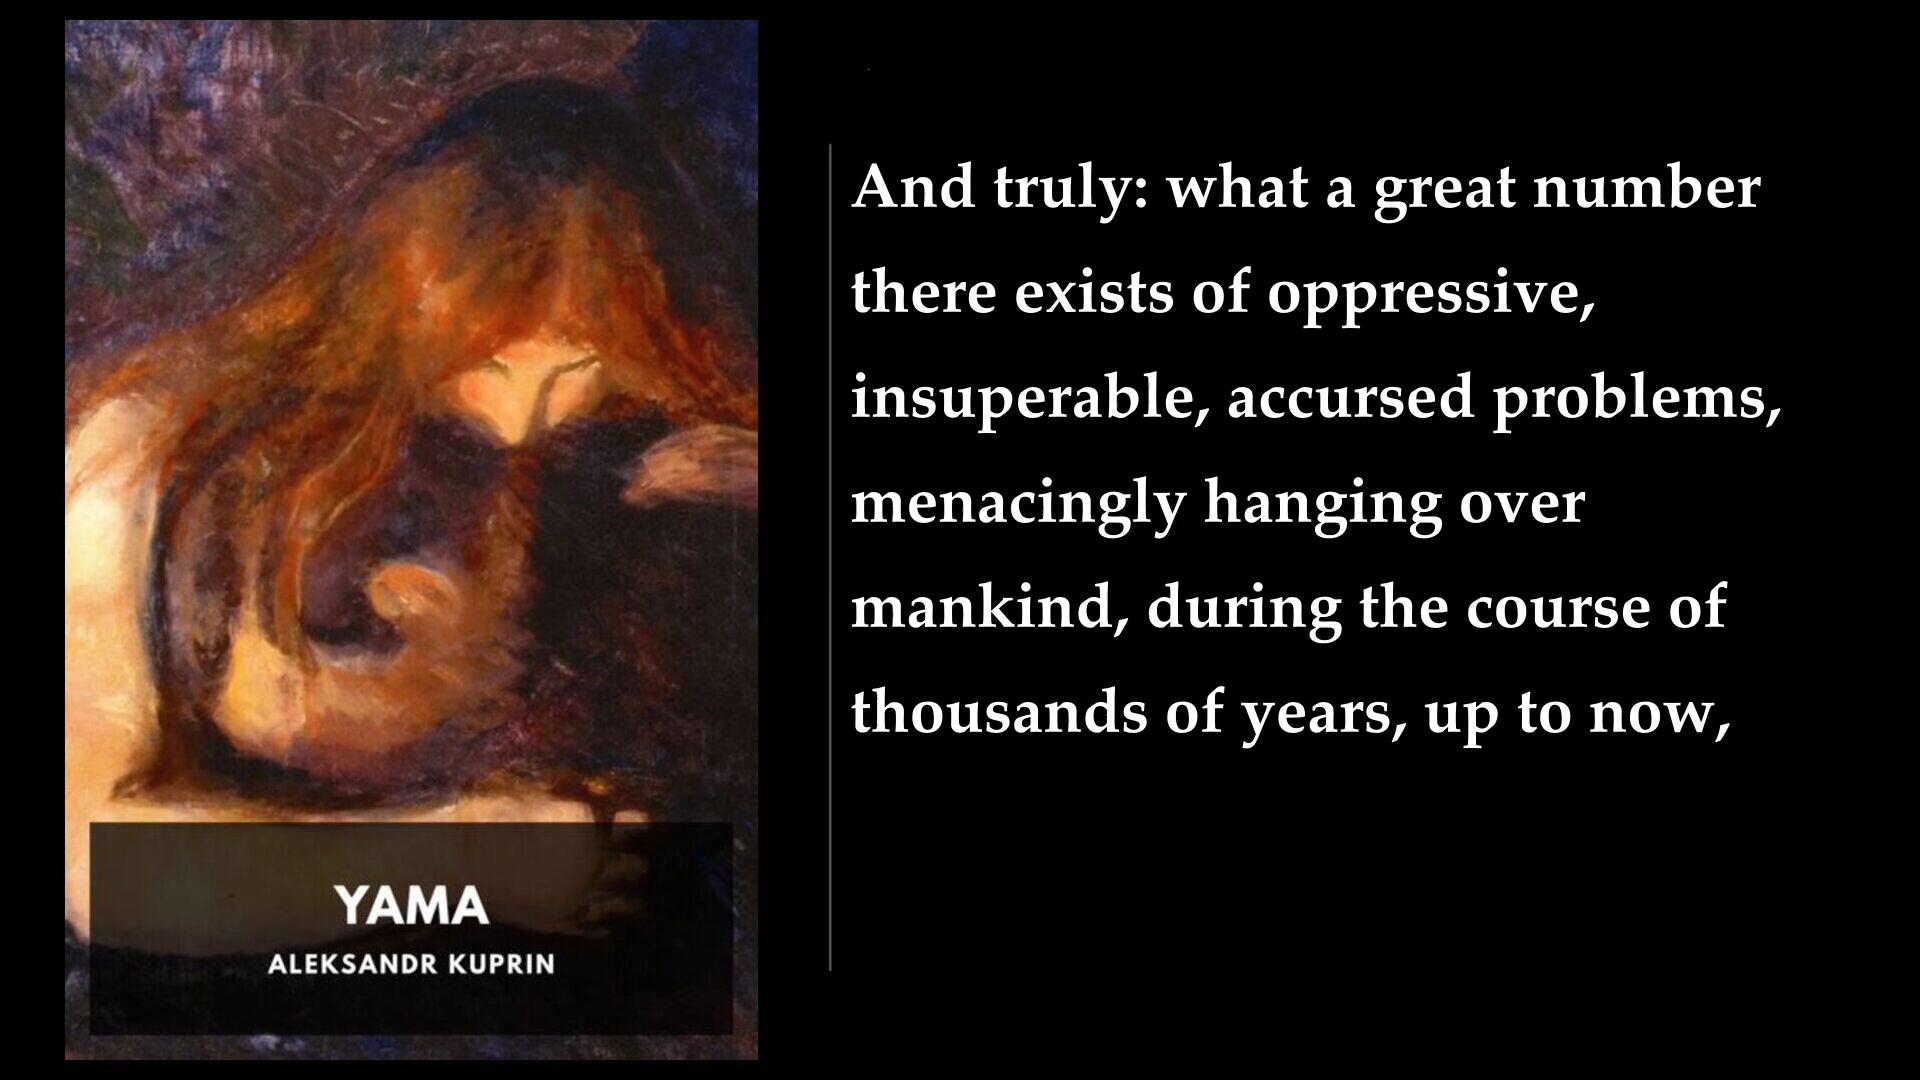 And truly: what a great number
there exists of oppressive,
insuperable, accursed problems,
menacingly hanging over
mankind, during the course of
thousands of years, up to now,
YAMA
ALEKSANDR KUPRIN